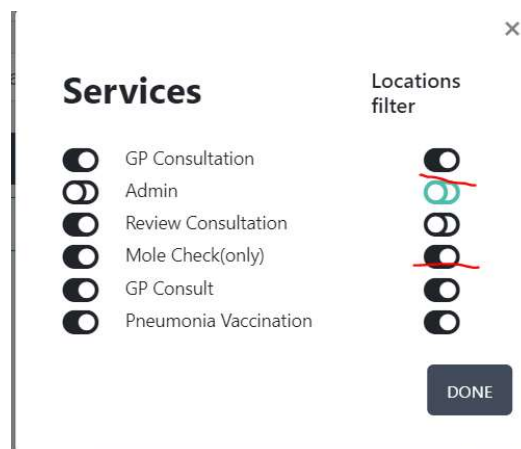 ×
Services
Locations
filter
GP Consultation
Admin
Review Consultation
Mole Check(only)
GP Consult
Pneumonia Vaccination
DONE